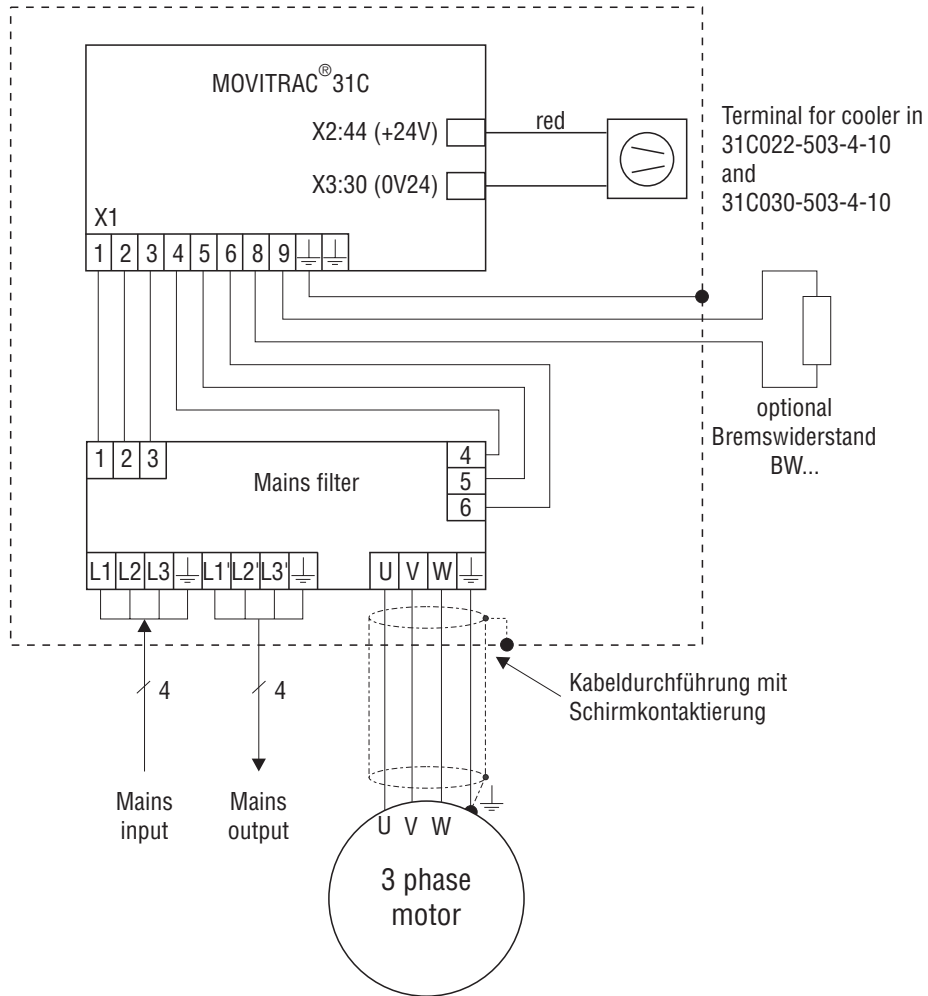 MOVITRAC® 31C
X2:44 (+24V)
red
X3:30 (0V24)
Terminal for cooler in
31C022-503-4-10
and
31C030-503-4-10
X1
1 2 3 4 5 6 8 9
optional
Bremswiderstand
BW...
1 2 3
Mains filter
4
5
6
L1 L2 L3 L1' L2' L3'
U V W
Kabeldurchführung mit
Schirmkontaktierung
4
4
Mains
input
Mains
output
U V W
3 phase
motor